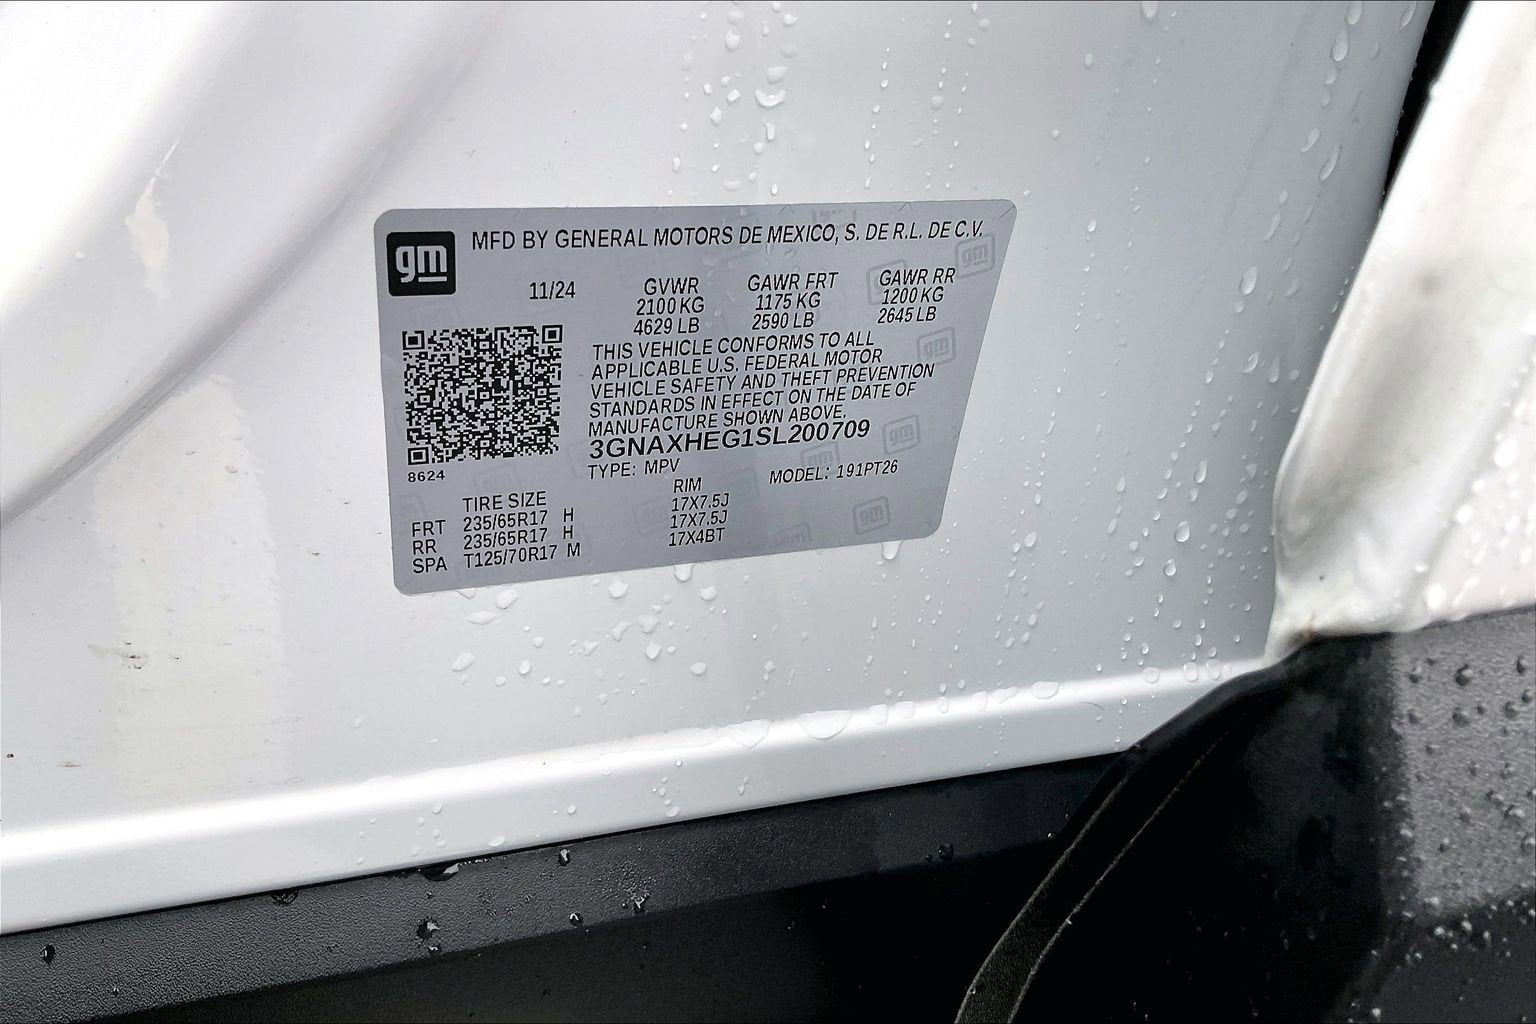 gm
MFD BY GENERAL MOTORS DE MEXICO, S. DE R.L. DE C.V.
11/24
GVWR GAWR FRT GAWR RR
2100 KG 1175 KG 1200 KG
4629 LB 2590 LB 2645 LB
THIS VEHICLE CONFORMS TO ALL
APPLICABLE U.S. FEDERAL MOTOR
VEHICLE SAFETY AND THEFT PREVENTION
STANDARDS IN EFFECT ON THE DATE OF
MANUFACTURE SHOWN ABOVE.
3GNAXHEG1SL200709
TYPE: MPV MODEL: 191PT26
8624
TIRE SIZE RIM
FRT 235/65R17 H 17X7.5J
RR 235/65R17 H 17X7.5J
SPA T125/70R17 M 17X4BT